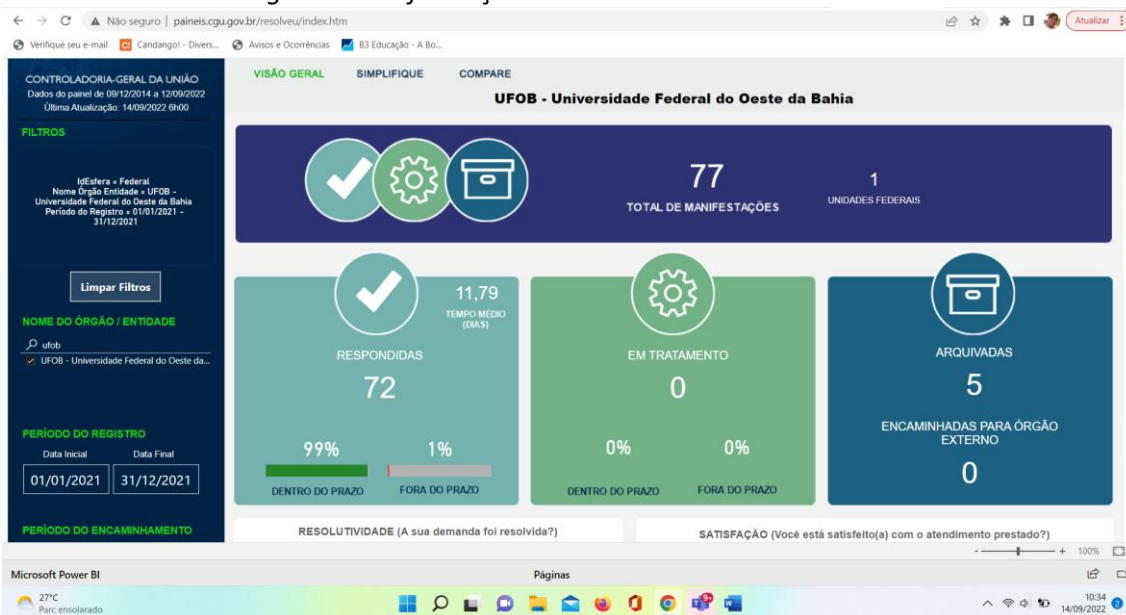 Não seguro | paineis.cgu.gov.br/resolveu/index.htm
Atualizar
Verifique seu e-mail
Candango! - Divers...
Avisos e Ocorrências
B3 Educação - A Bo...
CONTROLADORIA-GERAL DA UNIÃO
Dados do painel de 09/12/2014 a 12/09/2022
Última Atualização: 14/09/2022 6h00
FILTROS
IdEsfera = Federal
Nome Órgão Entidade = UFOB -
Universidade Federal do Oeste da Bahia
Período do Registro = 01/01/2021 -
31/12/2021
Limpar Filtros
NOME DO ÓRGÃO / ENTIDADE
ufob
UFOB - Universidade Federal do Oeste da...
PERÍODO DO REGISTRO
Data Inicial
Data Final
01/01/2021
31/12/2021
PERÍODO DO ENCAMINHAMENTO
VISÃO GERAL
SIMPLIFIQUE
COMPARE
UFOB - Universidade Federal do Oeste da Bahia
77
TOTAL DE MANIFESTAÇÕES
1
UNIDADES FEDERAIS
11,79
TEMPO MÉDIO
(DIAS)
RESPONDIDAS
72
99%
1%
DENTRO DO PRAZO
FORA DO PRAZO
EM TRATAMENTO
0
0%
0%
DENTRO DO PRAZO
FORA DO PRAZO
ARQUIVADAS
5
ENCAMINHADAS PARA ÓRGÃO
EXTERNO
0
RESOLUTIVIDADE (A sua demanda foi resolvida?)
SATISFAÇÃO (Você está satisfeito(a) com o atendimento prestado?)
- + 100%
Microsoft Power BI
Páginas
27°C
Parc ensolarado
10:34
14/09/2022
2